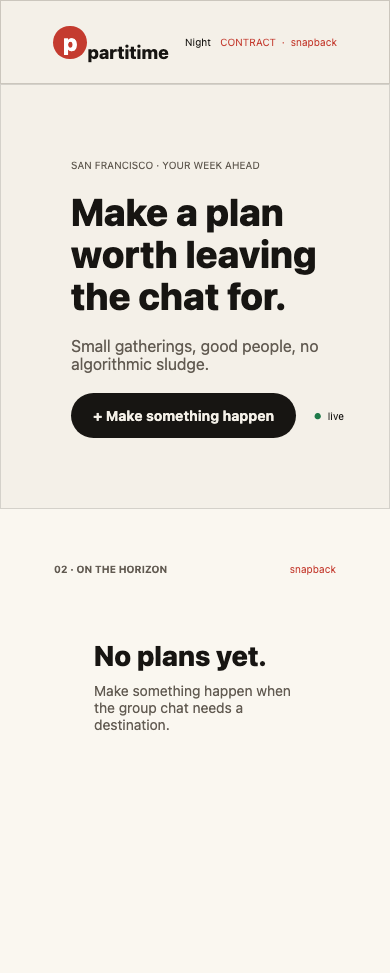 p partitime
Night CONTRACT · snapback
SAN FRANCISCO · YOUR WEEK AHEAD
Make a plan
worth leaving
the chat for.
Small gatherings, good people, no
algorithmic sludge.
+ Make something happen
live
02 · ON THE HORIZON
snapback
No plans yet.
Make something happen when
the group chat needs a
destination.